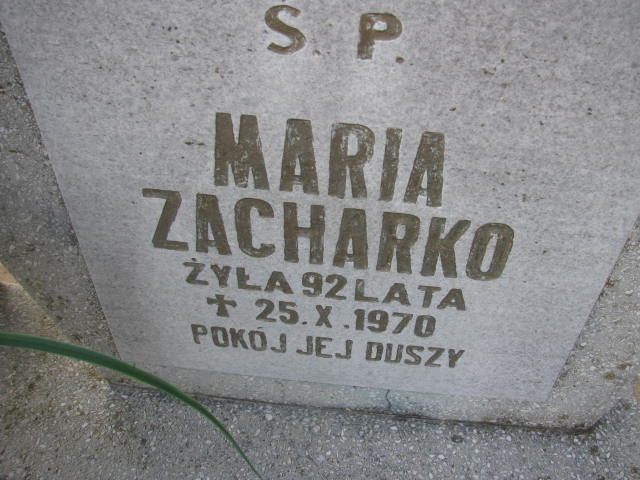 Ś. P.
MARIA
ZACHARKO
ŻYŁA 92 LATA
✝ 25.X.1970
POKÓJ JEJ DUSZY